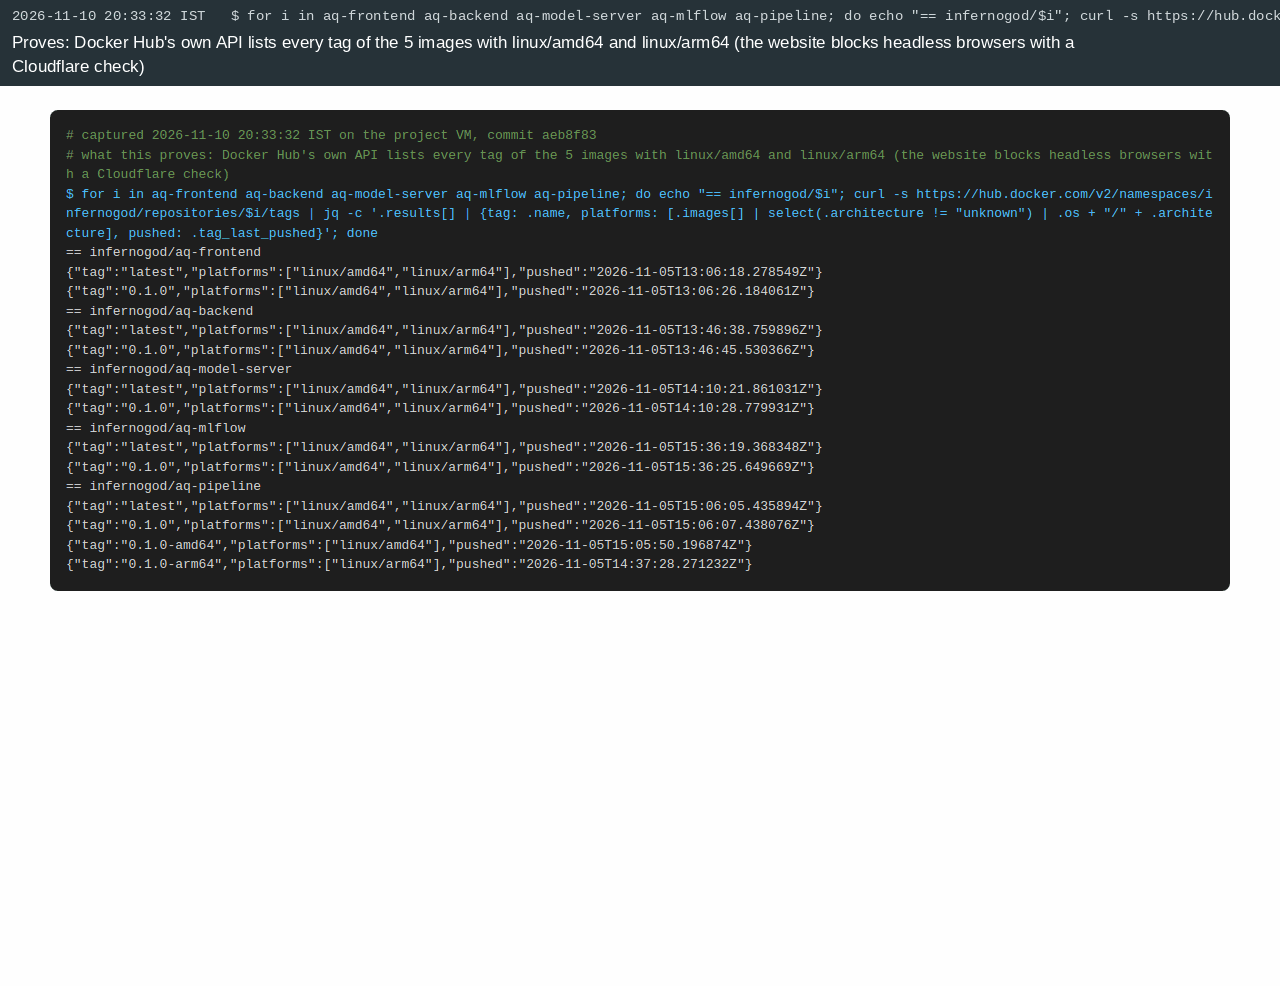 2026-11-10 20:33:32 IST   $ for i in aq-frontend aq-backend aq-model-server aq-mlflow aq-pipeline; do echo "== infernogod/$i"; curl -s https://hub.dock
Proves: Docker Hub's own API lists every tag of the 5 images with linux/amd64 and linux/arm64 (the website blocks headless browsers with a
Cloudflare check)
# captured 2026-11-10 20:33:32 IST on the project VM, commit aeb8f83
# what this proves: Docker Hub's own API lists every tag of the 5 images with linux/amd64 and linux/arm64 (the website blocks headless browsers wit
h a Cloudflare check)
$ for i in aq-frontend aq-backend aq-model-server aq-mlflow aq-pipeline; do echo "== infernogod/$i"; curl -s https://hub.docker.com/v2/namespaces/i
nfernogod/repositories/$i/tags | jq -c '.results[] | {tag: .name, platforms: [.images[] | select(.architecture != "unknown") | .os + "/" + .archite
cture], pushed: .tag_last_pushed}'; done
== infernogod/aq-frontend
{"tag":"latest","platforms":["linux/amd64","linux/arm64"],"pushed":"2026-11-05T13:06:18.278549Z"}
{"tag":"0.1.0","platforms":["linux/amd64","linux/arm64"],"pushed":"2026-11-05T13:06:26.184061Z"}
== infernogod/aq-backend
{"tag":"latest","platforms":["linux/amd64","linux/arm64"],"pushed":"2026-11-05T13:46:38.759896Z"}
{"tag":"0.1.0","platforms":["linux/amd64","linux/arm64"],"pushed":"2026-11-05T13:46:45.530366Z"}
== infernogod/aq-model-server
{"tag":"latest","platforms":["linux/amd64","linux/arm64"],"pushed":"2026-11-05T14:10:21.861031Z"}
{"tag":"0.1.0","platforms":["linux/amd64","linux/arm64"],"pushed":"2026-11-05T14:10:28.779931Z"}
== infernogod/aq-mlflow
{"tag":"latest","platforms":["linux/amd64","linux/arm64"],"pushed":"2026-11-05T15:36:19.368348Z"}
{"tag":"0.1.0","platforms":["linux/amd64","linux/arm64"],"pushed":"2026-11-05T15:36:25.649669Z"}
== infernogod/aq-pipeline
{"tag":"latest","platforms":["linux/amd64","linux/arm64"],"pushed":"2026-11-05T15:06:05.435894Z"}
{"tag":"0.1.0","platforms":["linux/amd64","linux/arm64"],"pushed":"2026-11-05T15:06:07.438076Z"}
{"tag":"0.1.0-amd64","platforms":["linux/amd64"],"pushed":"2026-11-05T15:05:50.196874Z"}
{"tag":"0.1.0-arm64","platforms":["linux/arm64"],"pushed":"2026-11-05T14:37:28.271232Z"}